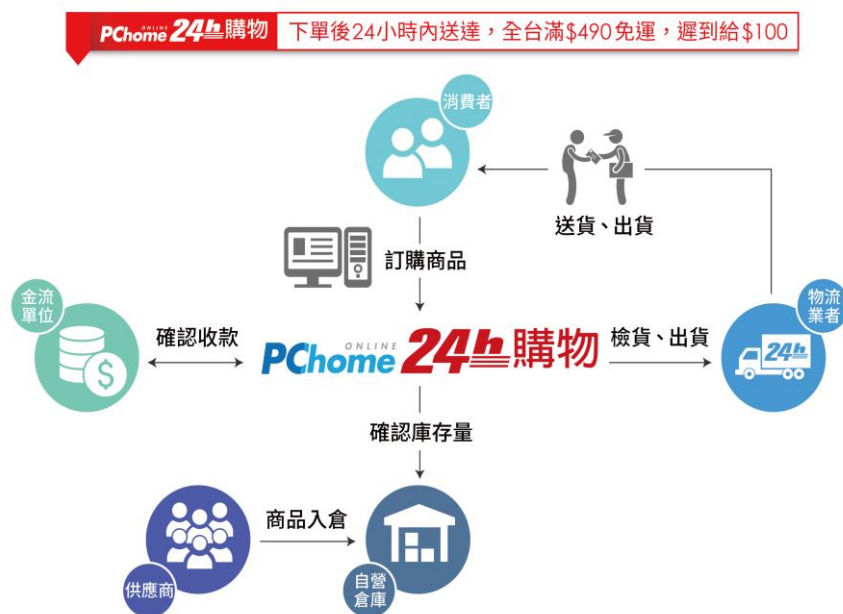 PChome ONLINE 24h購物 下單後24小時內送達，全台滿$490免運，遲到給$100
消費者
送貨、出貨
訂購商品
金流
單位
物流
業者
確認收款
PChome ONLINE 24h購物
檢貨、出貨
24h
確認庫存量
商品入倉
供應商
自營
倉庫